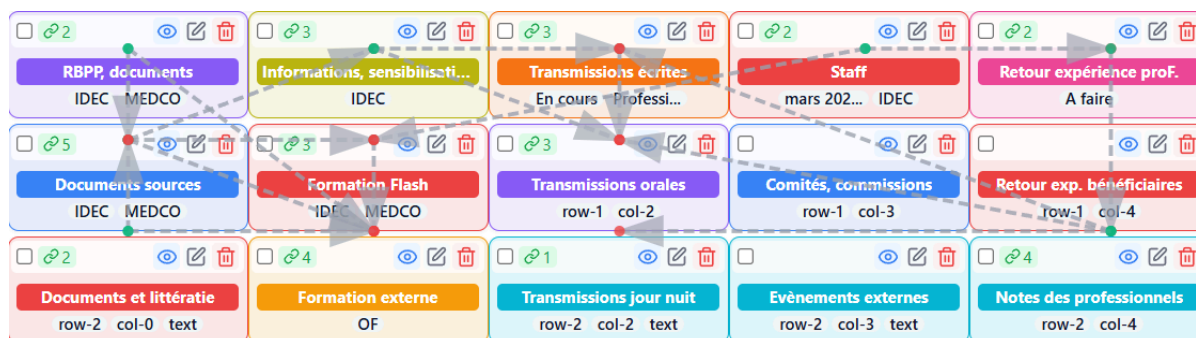 2 3 3 2 2
RBPP, documents Informations, sensibilisati... Transmissions écrites Staff Retour expérience proF.
IDEC MEDCO IDEC En cours Professi... mars 202... IDEC A faire
5 3 3
Documents sources Formation Flash Transmissions orales Comités, commissions Retour exp. bénéficiaires
IDEC MEDCO IDEC MEDCO row-1 col-2 row-1 col-3 row-1 col-4
2 4 1 4
Documents et littératie Formation externe Transmissions jour nuit Evènements externes Notes des professionnels
row-2 col-0 text OF row-2 col-2 text row-2 col-3 text row-2 col-4